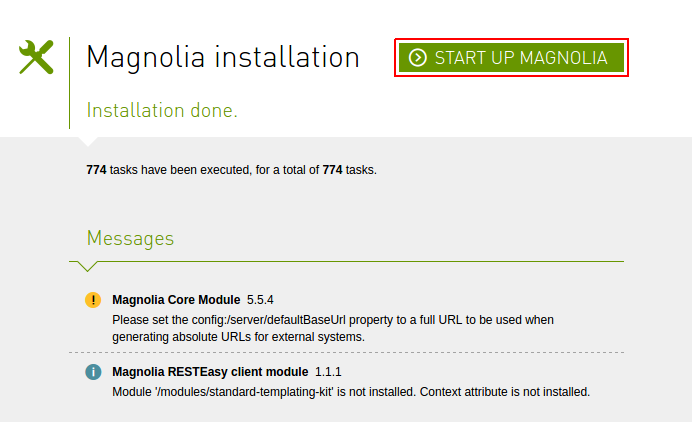 Magnolia installation
START UP MAGNOLIA
Installation done.
774 tasks have been executed, for a total of 774 tasks.
Messages
Magnolia Core Module 5.5.4
Please set the config:/server/defaultBaseUrl property to a full URL to be used when
generating absolute URLs for external systems.
Magnolia RESTEasy client module 1.1.1
Module '/modules/standard-templating-kit' is not installed. Context attribute is not installed.